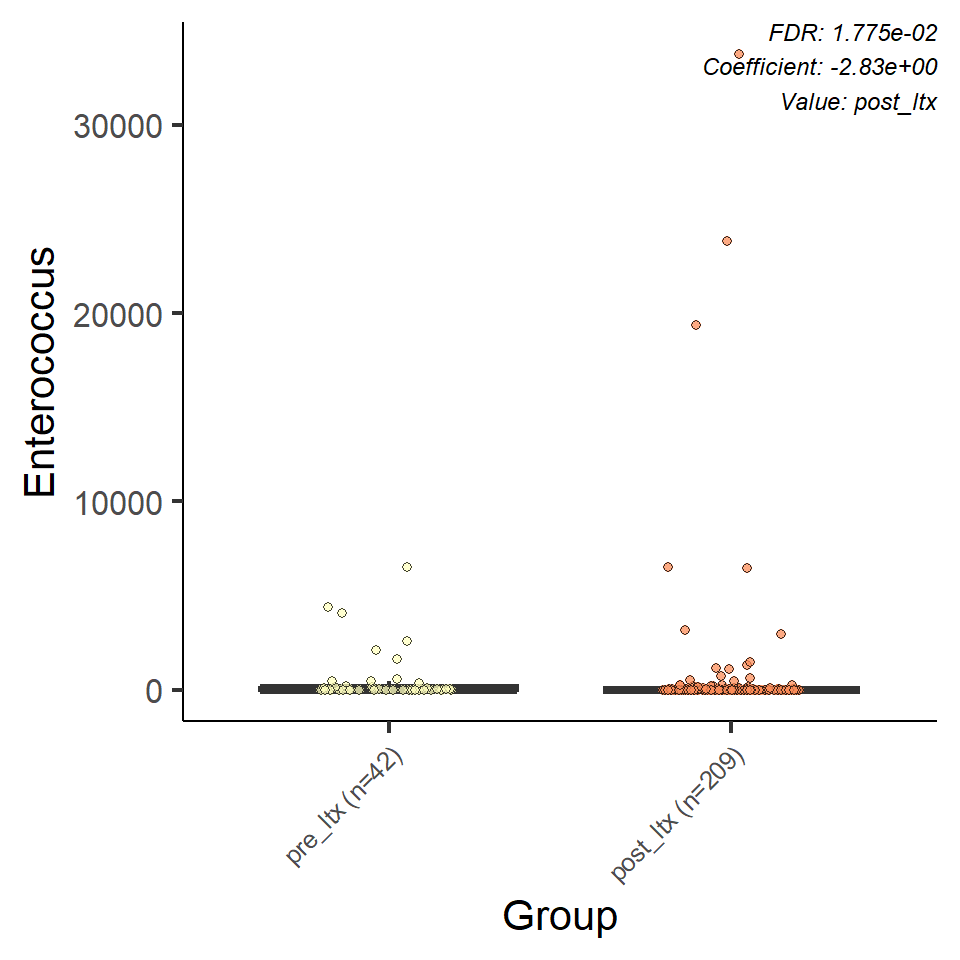 FDR: 1.775e-02
Coefficient: -2.83e+00
Value: post_ltx
30000
20000
10000
0
Enterococcus
pre_ltx (n=42)
post_ltx (n=209)
Group